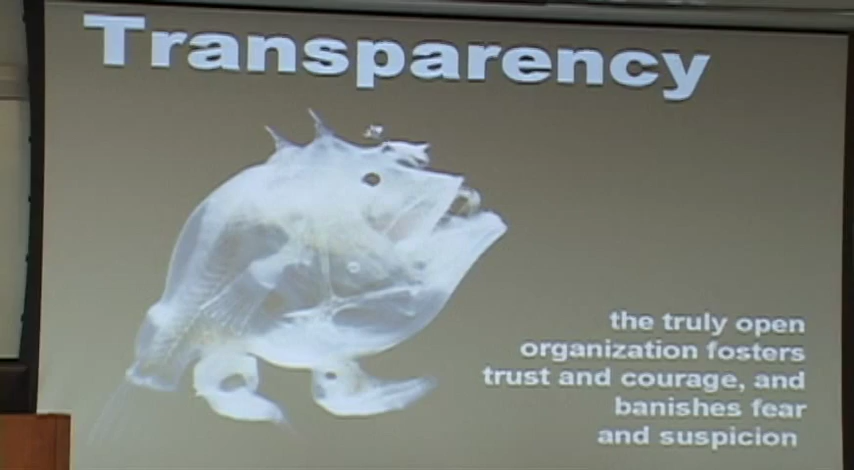 Transparency
the truly open
organization fosters
trust and courage, and
banishes fear
and suspicion